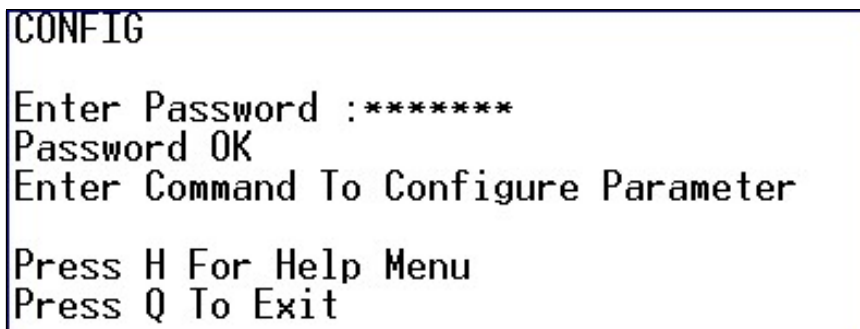 CONFIG
Enter Password :*******
Password OK
Enter Command To Configure Parameter
Press H For Help Menu
Press Q To Exit